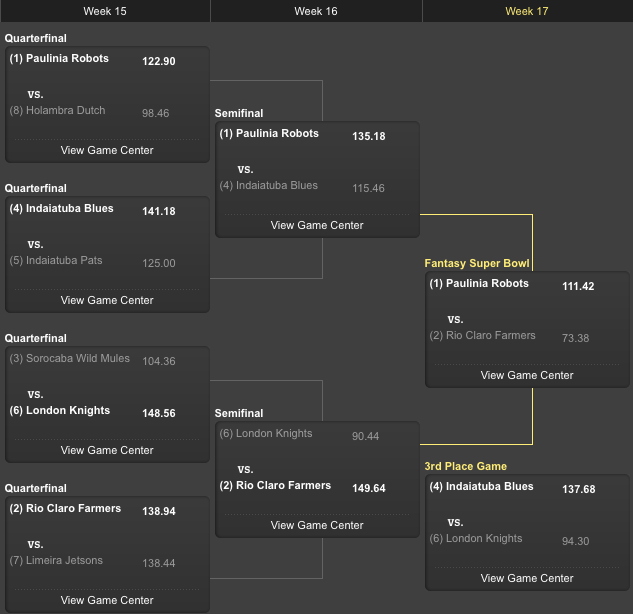 Week 15
Week 16
Week 17
Quarterfinal
(1) Paulinia Robots 122.90
vs.
(8) Holambra Dutch 98.46
View Game Center
Quarterfinal
(4) Indaiatuba Blues 141.18
vs.
(5) Indaiatuba Pats 125.00
View Game Center
Quarterfinal
(3) Sorocaba Wild Mules 104.36
vs.
(6) London Knights 148.56
View Game Center
Quarterfinal
(2) Rio Claro Farmers 138.94
vs.
(7) Limeira Jetsons 138.44
View Game Center
Semifinal
(1) Paulinia Robots 135.18
vs.
(4) Indaiatuba Blues 115.46
View Game Center
Semifinal
(6) London Knights 90.44
vs.
(2) Rio Claro Farmers 149.64
View Game Center
Fantasy Super Bowl
(1) Paulinia Robots 111.42
vs.
(2) Rio Claro Farmers 73.38
View Game Center
3rd Place Game
(4) Indaiatuba Blues 137.68
vs.
(6) London Knights 94.30
View Game Center